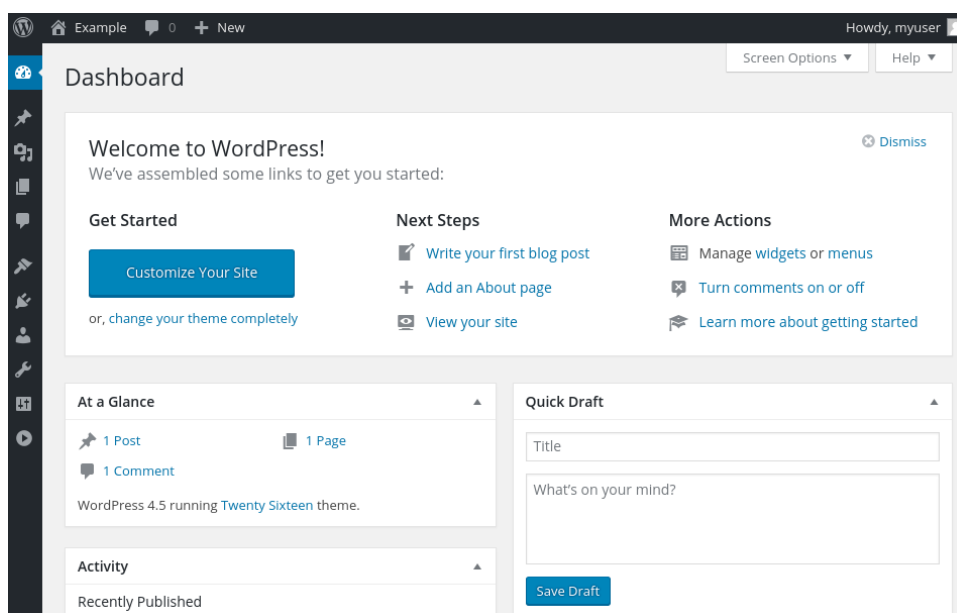 Example 0 New Howdy, myuser
Screen Options Help
Dashboard
Welcome to WordPress!
Dismiss
We've assembled some links to get you started:
Get Started
Customize Your Site
or, change your theme completely
Next Steps
Write your first blog post
Add an About page
View your site
More Actions
Manage widgets or menus
Turn comments on or off
Learn more about getting started
At a Glance
1 Post 1 Page
1 Comment
WordPress 4.5 running Twenty Sixteen theme.
Activity
Recently Published
Quick Draft
Title
What's on your mind?
Save Draft